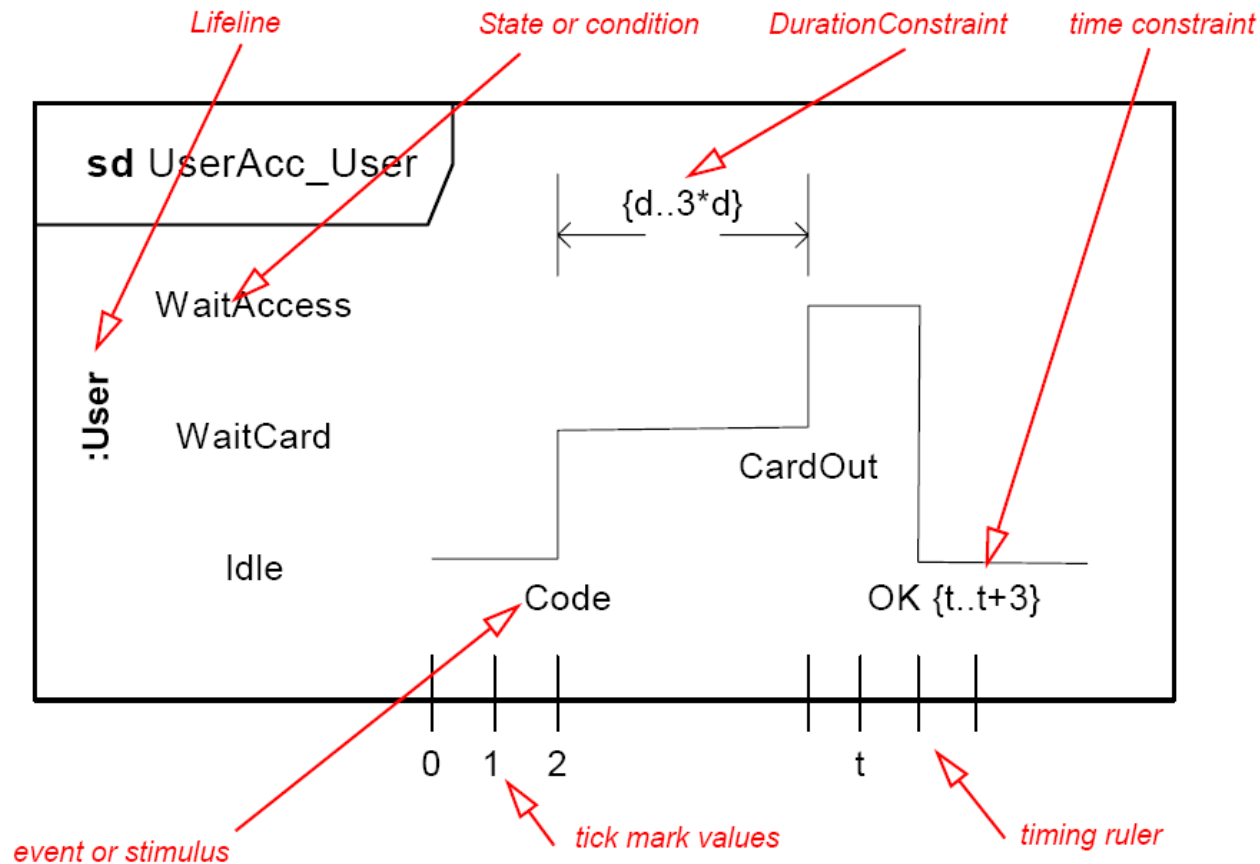 Lifeline
State or condition
DurationConstraint
time constraint
sd UserAcc_User
{d..3*d}
WaitAccess
:User
WaitCard
CardOut
Idle
Code
OK {t..t+3}
0 1 2 t
event or stimulus
tick mark values
timing ruler